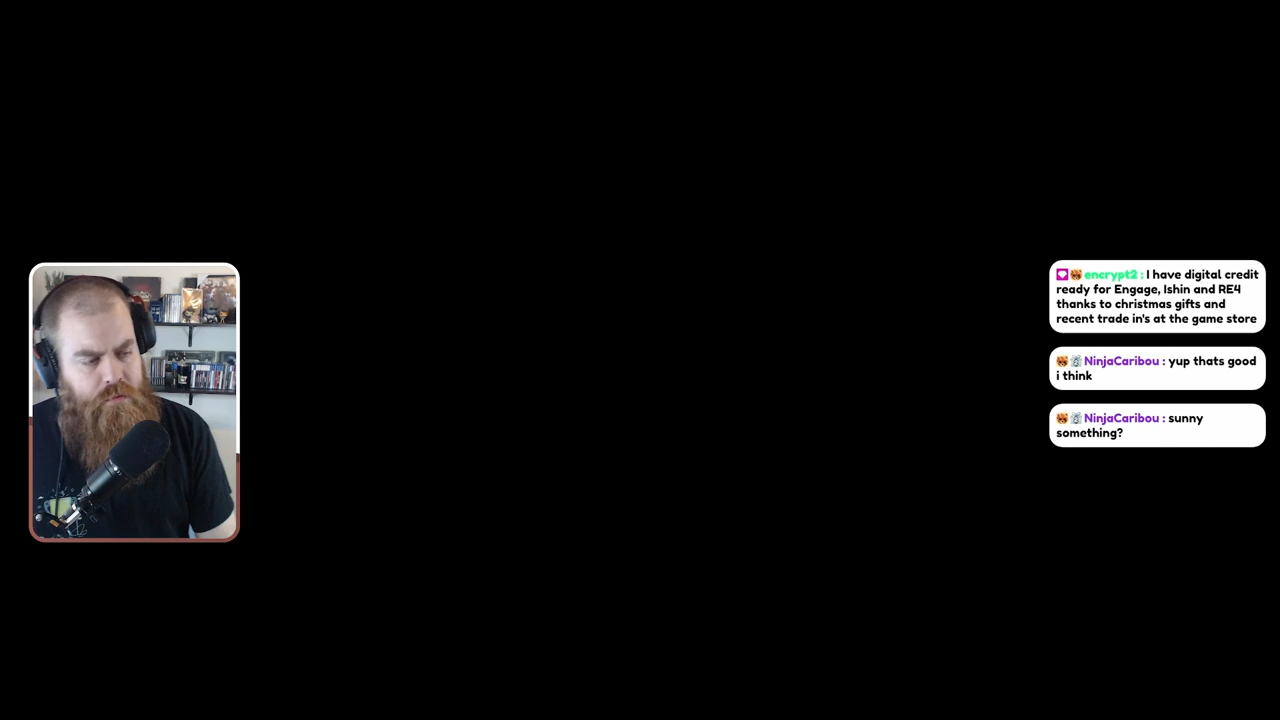 encrypt2 : I have digital credit
ready for Engage, Ishin and RE4
thanks to christmas gifts and
recent trade in's at the game store
NinjaCaribou : yup thats good
i think
NinjaCaribou : sunny
something?